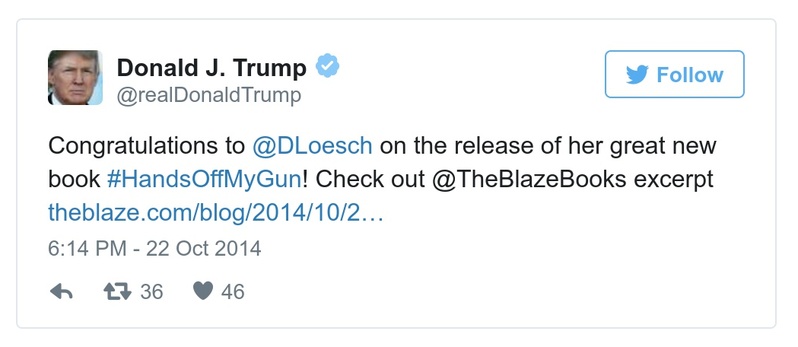 Donald J. Trump
@realDonaldTrump
Follow
Congratulations to @DLoesch on the release of her great new
book #HandsOffMyGun! Check out @TheBlazeBooks excerpt
theblaze.com/blog/2014/10/2…
6:14 PM - 22 Oct 2014
36 46